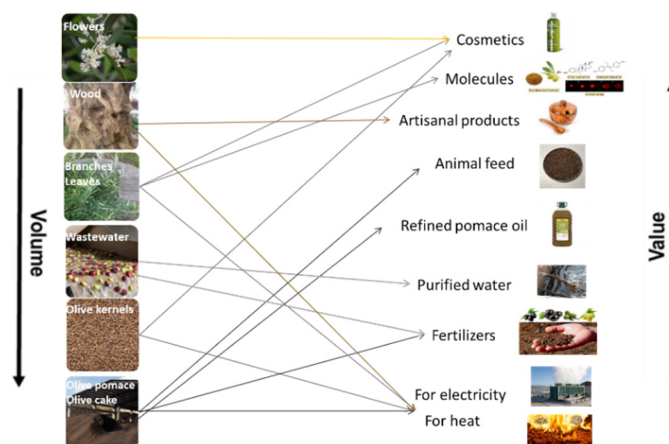 Flowers
Wood
Branches
Leaves
Wastewater
Olive kernels
Olive pomace
Olive cake
Volume
Cosmetics
Molecules
Artisanal products
Animal feed
Refined pomace oil
Purified water
Fertilizers
For electricity
For heat
Value